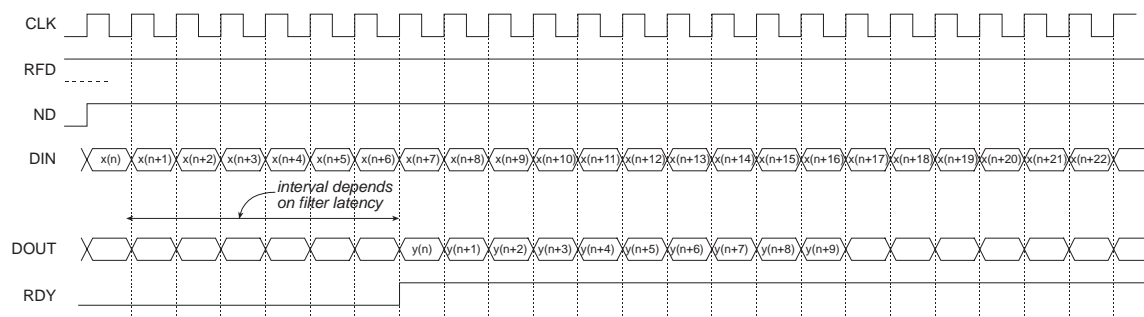 CLK
RFD
ND
DIN x(n) x(n+1) x(n+2) x(n+3) x(n+4) x(n+5) x(n+6) x(n+7) x(n+8) x(n+9) x(n+10) x(n+11) x(n+12) x(n+13) x(n+14) x(n+15) x(n+16) x(n+17) x(n+18) x(n+19) x(n+20) x(n+21) x(n+22)
interval depends
on filter latency
DOUT y(n) y(n+1) y(n+2) y(n+3) y(n+4) y(n+5) y(n+6) y(n+7) y(n+8) y(n+9)
RDY